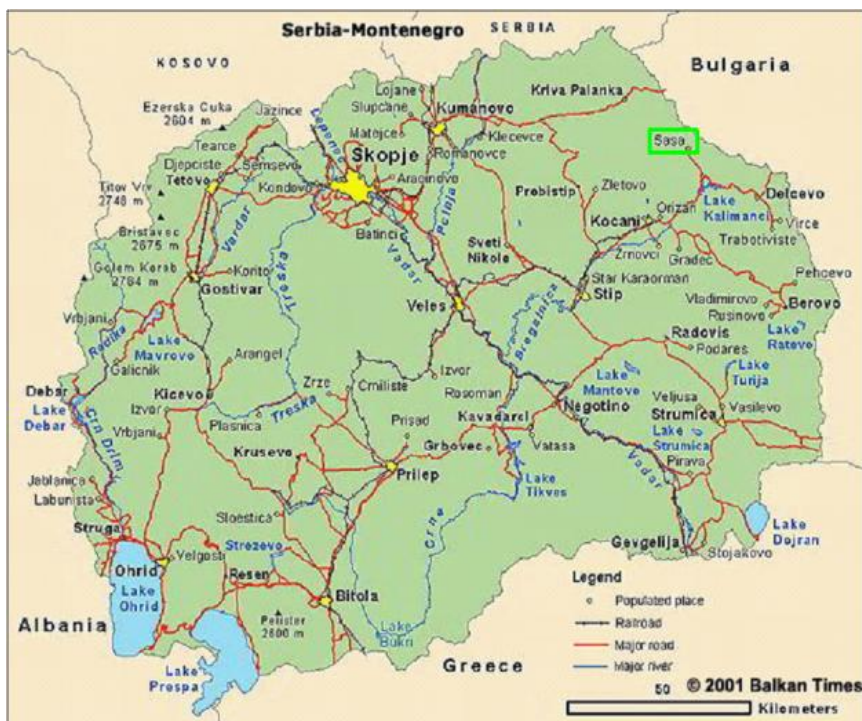 Serbia-Montenegro
SERBIA
KOSOVO
Bulgaria
Lojane
Kriva Palanka
Ezerska Cuka
2604 m
Jazince
Slupcane
Kumanovo
Matejce
Klecevce
Sasa
Tearce
Lepenec
Skopje
Romanovce
Djepciste
Semsevo
Tetovo
Kondovo
Aracinovo
Pcinja
Probistip
Zletovo
Delcevo
Titov Vrv
2748 m
Vardar
Lake
Kalimanci
Orizari
Kocani
Virce
Bristavec
2675 m
Batinci
Trabotiviste
Treska
Vadar
Sveti
Nikole
Zrnovci
Gradec
Golem Korab
2764 m
Korito
Gostivar
Star Karaorman
Pehcevo
Stip
Veles
Vladimirovo
Berovo
Rusinovo
Vrbjani
Radika
Lake
Mavrovo
Bregalnica
Radovis
Lake
Ratevo
Podares
Galicnik
Arangel
Izvor
Lake
Turija
Debar
Kicevo
Zrze
Crniliste
Rosoman
Lake
Mantovo
Veljusa
Lake
Debar
Izvor
Treska
Plasnica
Negotino
Strumica
Vasilevo
Vrbjani
Prisad
Kavadarci
Crn Drim
Krusevo
Grbovec
Vatasa
Lake
Strumica
Vadar
Pirava
Jablanica
Prilep
Lake
Tikves
Labunista
Sloestica
Crna
Struga
Strezevo
Lake
Dojran
Gevgelija
Velgosti
Stojakovo
Ohrid
Resen
Lake
Ohrid
Bitola
Legend
Populated place
Albania
Pelister
2600 m
Railroad
Lake
Bukri
Major road
Greece
Major river
Lake
Prespa
50 © 2001 Balkan Times
Kilometers